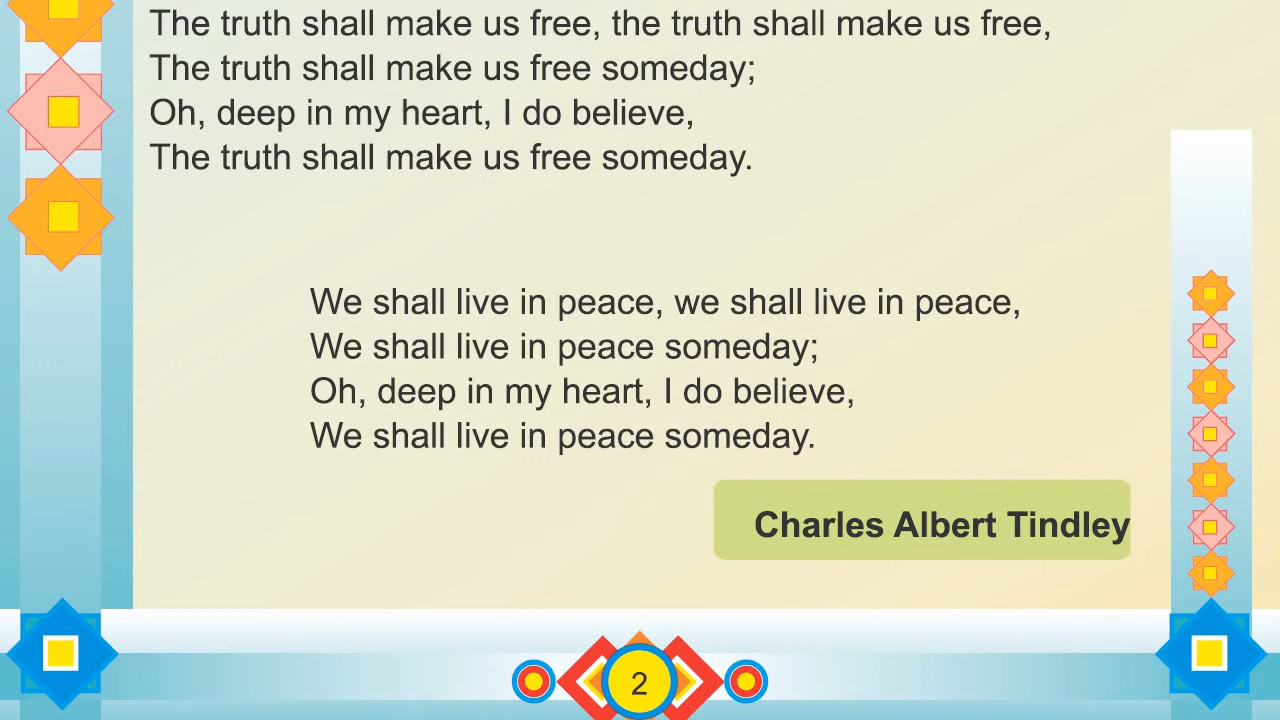 The truth shall make us free, the truth shall make us free,
The truth shall make us free someday;
Oh, deep in my heart, I do believe,
The truth shall make us free someday.
We shall live in peace, we shall live in peace,
We shall live in peace someday;
Oh, deep in my heart, I do believe,
We shall live in peace someday.
Charles Albert Tindley
2